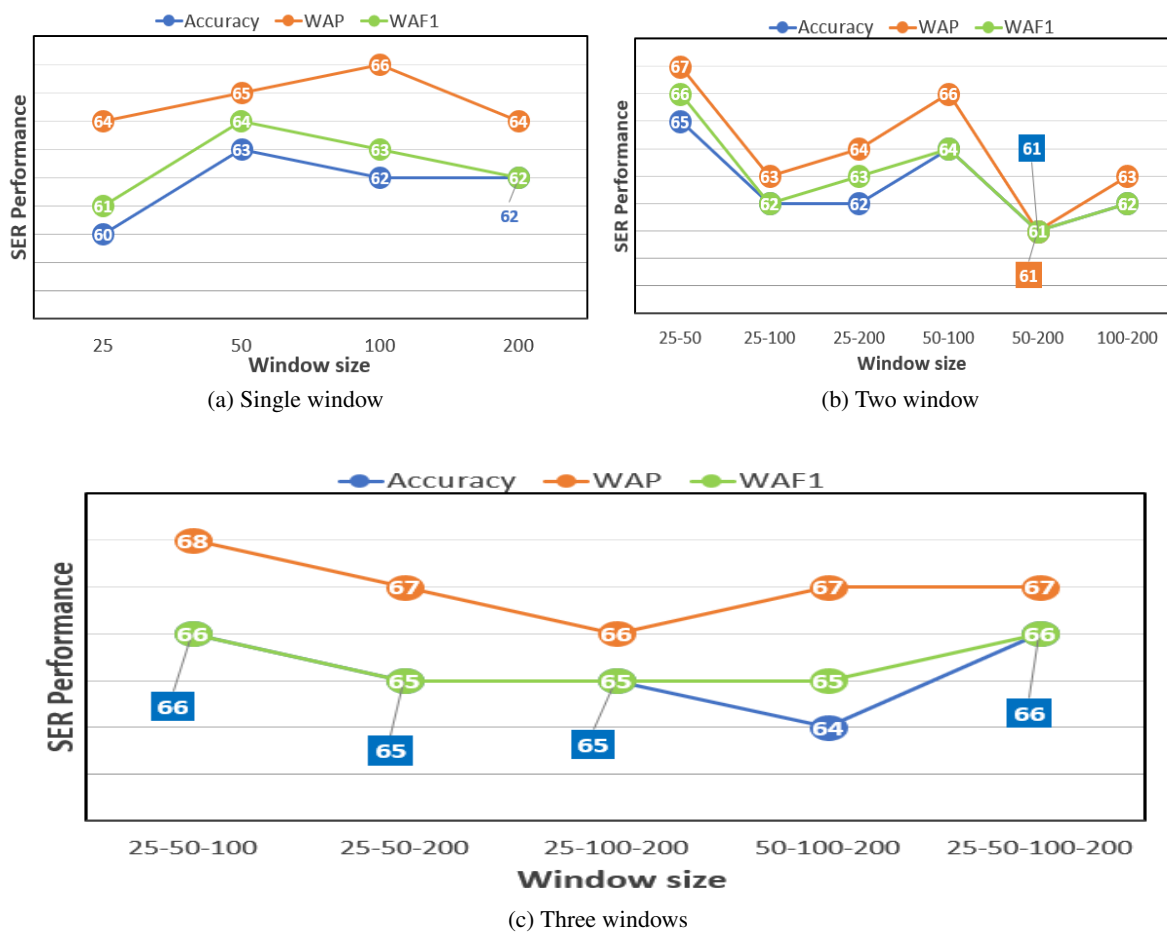 Accuracy WAP WAF1
SER Performance
66
65
64 64
64
63 63
62 62
61 62
60
25 50 100 200
Window size
(a) Single window
Accuracy WAP WAF1
SER Performance
67
66 66
65
64 64 61
63 63 63
62 62 62
61
61
25-50 25-100 25-200 50-100 50-200 100-200
Window size
(b) Two window
Accuracy WAP WAF1
SER Performance
68
67 67 67
66 66 66
65 65 65
66 64 66
65 65
25-50-100 25-50-200 25-100-200 50-100-200 25-50-100-200
Window size
(c) Three windows